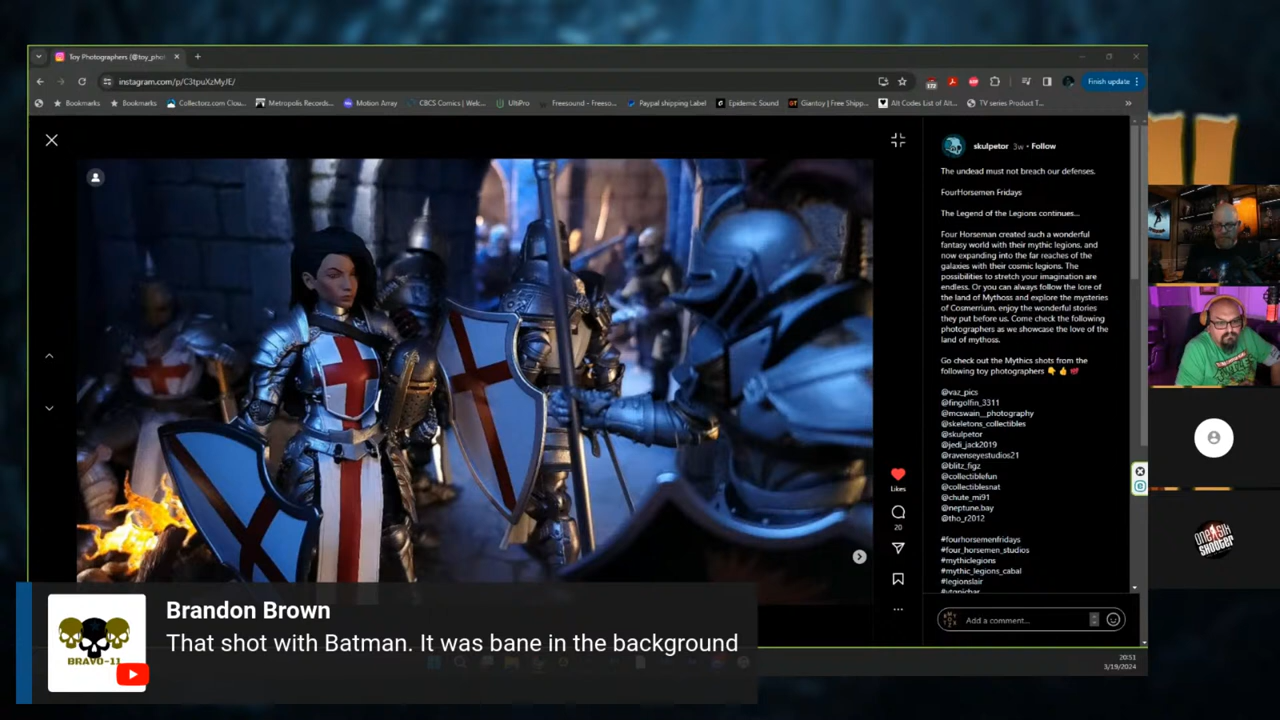 Toy Photographers (@toy_pho
instagram.com/p/C3tpuXzMyJE/
172
Finish update
Bookmarks
Bookmarks
Collectorz.com Clou...
Metropolis Records...
Motion Array
CBCS Comics | Welc...
UltiPro
Freesound - Freeso...
Paypal shipping Label
Epidemic Sound
GT
Giantoy | Free Shipp...
Alt Codes List of Alt...
TV series Product T...
skulpetor 3w • Follow
The undead must not breach our defenses.
FourHorsemen Fridays
The Legend of the Legions continues...
Four Horseman created such a wonderful
fantasy world with their mythic legions, and
now expanding into the far reaches of the
galaxies with their cosmic legions. The
possibilities to stretch your imagination are
endless. Or you can always follow the lore of
the land of Mythoss and explore the mysteries
of Cosmerrium, enjoy the wonderful stories
they put before us. Come check the following
photographers as we showcase the love of the
land of mythoss.
Go check out the Mythics shots from the
following toy photographers
@vaz_pics
@fingolfin_3311
@mcswain__photography
@skeletons_collectibles
@skulpetor
@jedi_jack2019
@ravenseyestudios21
@blitz_figz
@collectiblefun
@collectiblesnat
@chute_mi91
@neptune.bay
@tho_r2012
#fourhorsemenfridays
#four_horsemen_studios
#mythiclegions
#mythic_legions_cabal
#legionslair
#vtgnjchar
Likes
20
Add a comment...
ONE SIXTH
SHOOTER
BRAVO-11
Brandon Brown
That shot with Batman. It was bane in the background
20:51
3/19/2024